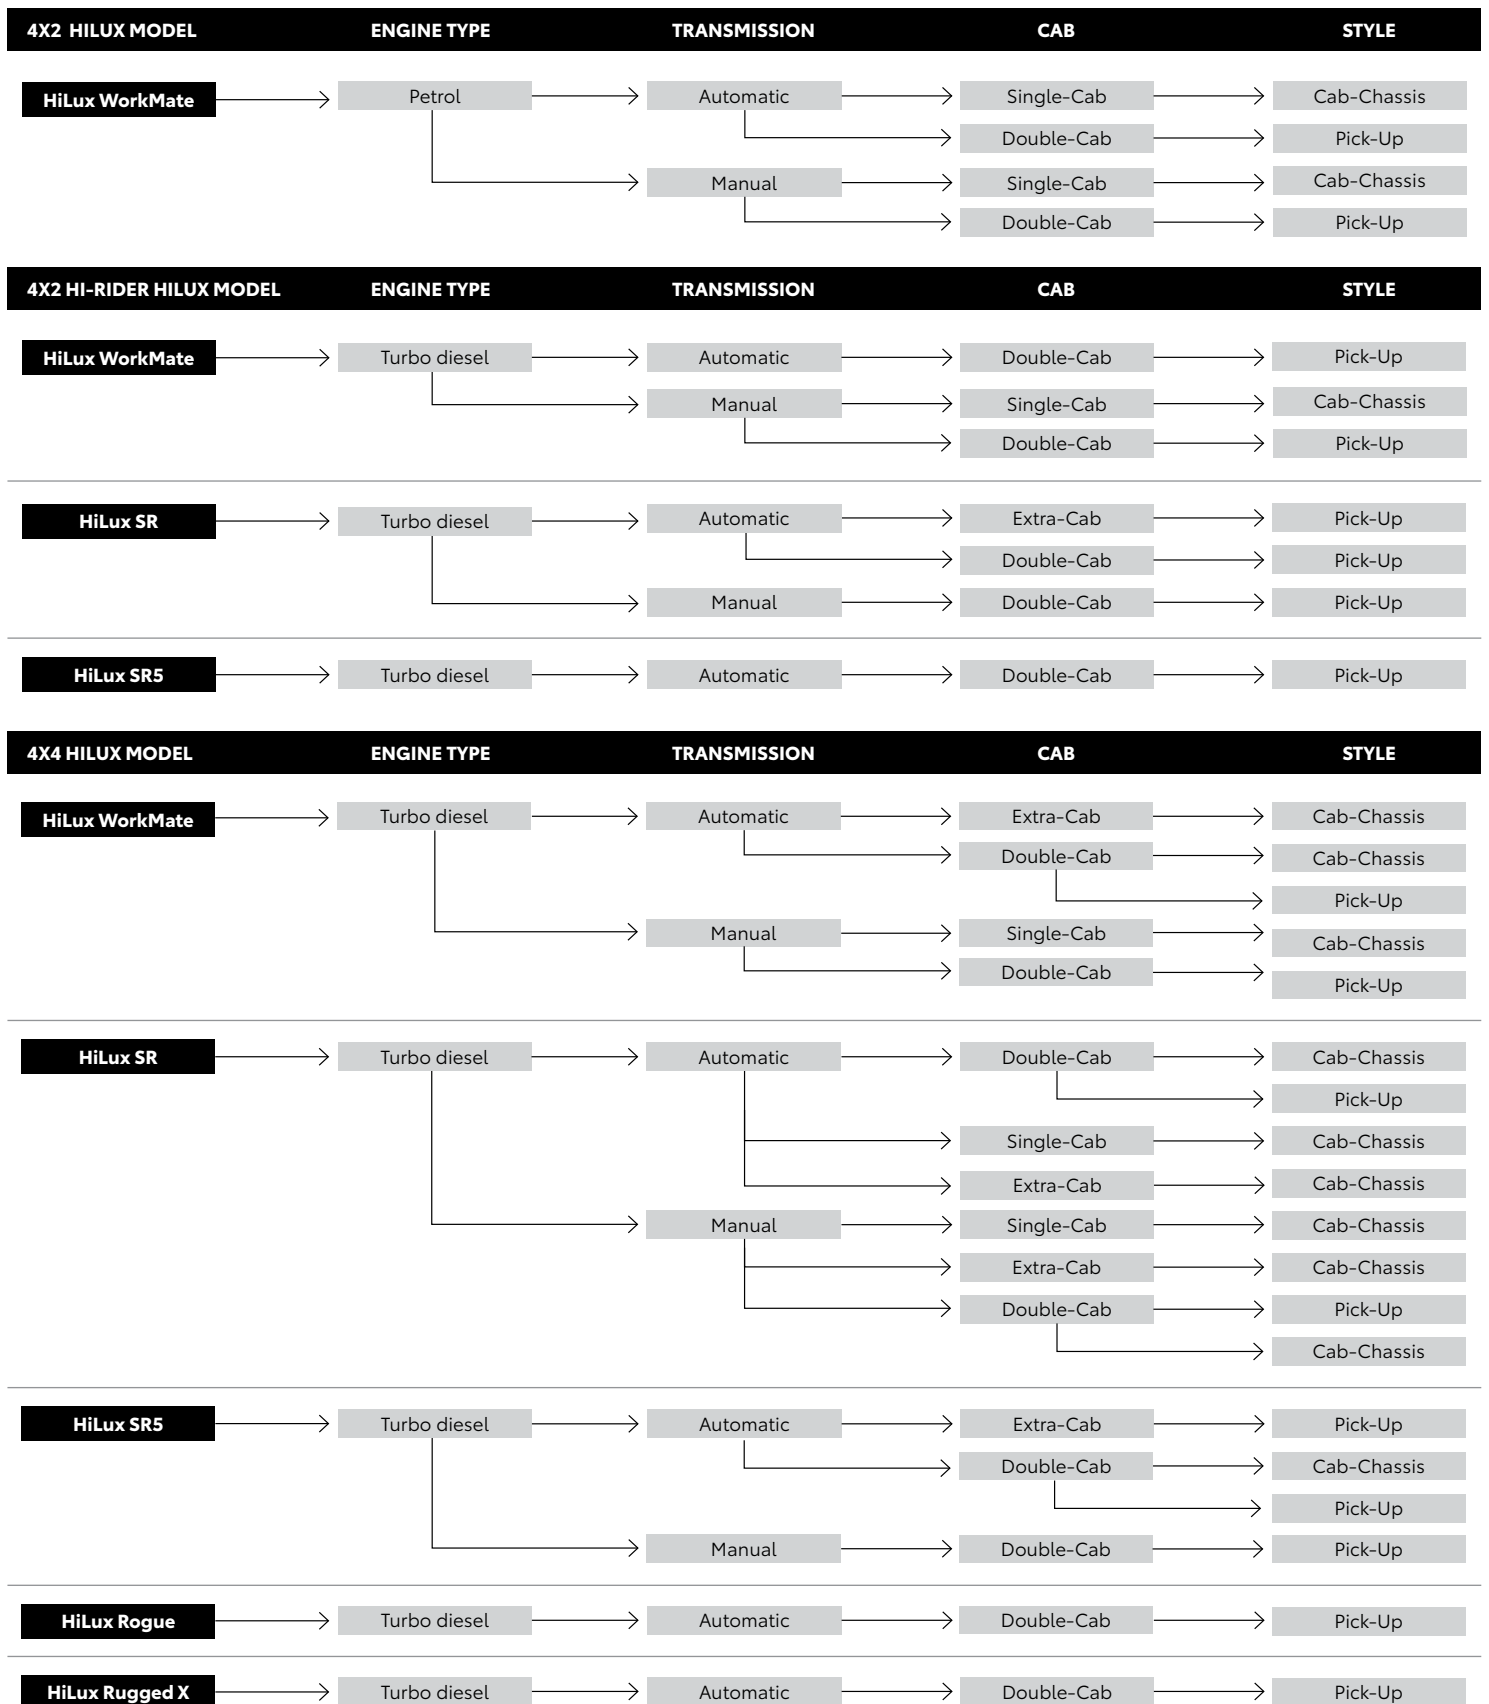 4X2 HILUX MODEL ENGINE TYPE TRANSMISSION CAB STYLE
HiLux WorkMate Petrol Automatic Single-Cab Cab-Chassis
Double-Cab Pick-Up
Manual Single-Cab Cab-Chassis
Double-Cab Pick-Up
4X2 HI-RIDER HILUX MODEL ENGINE TYPE TRANSMISSION CAB STYLE
HiLux WorkMate Turbo diesel Automatic Double-Cab Pick-Up
Manual Single-Cab Cab-Chassis
Double-Cab Pick-Up
HiLux SR Turbo diesel Automatic Extra-Cab Pick-Up
Double-Cab Pick-Up
Manual Double-Cab Pick-Up
HiLux SR5 Turbo diesel Automatic Double-Cab Pick-Up
4X4 HILUX MODEL ENGINE TYPE TRANSMISSION CAB STYLE
HiLux WorkMate Turbo diesel Automatic Extra-Cab Cab-Chassis
Double-Cab Cab-Chassis
Pick-Up
Manual Single-Cab Cab-Chassis
Double-Cab Pick-Up
HiLux SR Turbo diesel Automatic Double-Cab Cab-Chassis
Pick-Up
Single-Cab Cab-Chassis
Extra-Cab Cab-Chassis
Manual Single-Cab Cab-Chassis
Extra-Cab Cab-Chassis
Double-Cab Pick-Up
Cab-Chassis
HiLux SR5 Turbo diesel Automatic Extra-Cab Pick-Up
Double-Cab Cab-Chassis
Pick-Up
Manual Double-Cab Pick-Up
HiLux Rogue Turbo diesel Automatic Double-Cab Pick-Up
HiLux Rugged X Turbo diesel Automatic Double-Cab Pick-Up